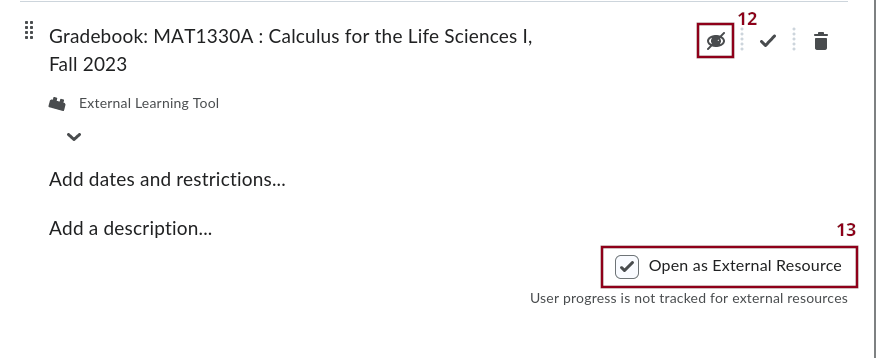 12
Gradebook: MAT1330A : Calculus for the Life Sciences I,
Fall 2023
External Learning Tool
Add dates and restrictions...
Add a description...
13
Open as External Resource
User progress is not tracked for external resources